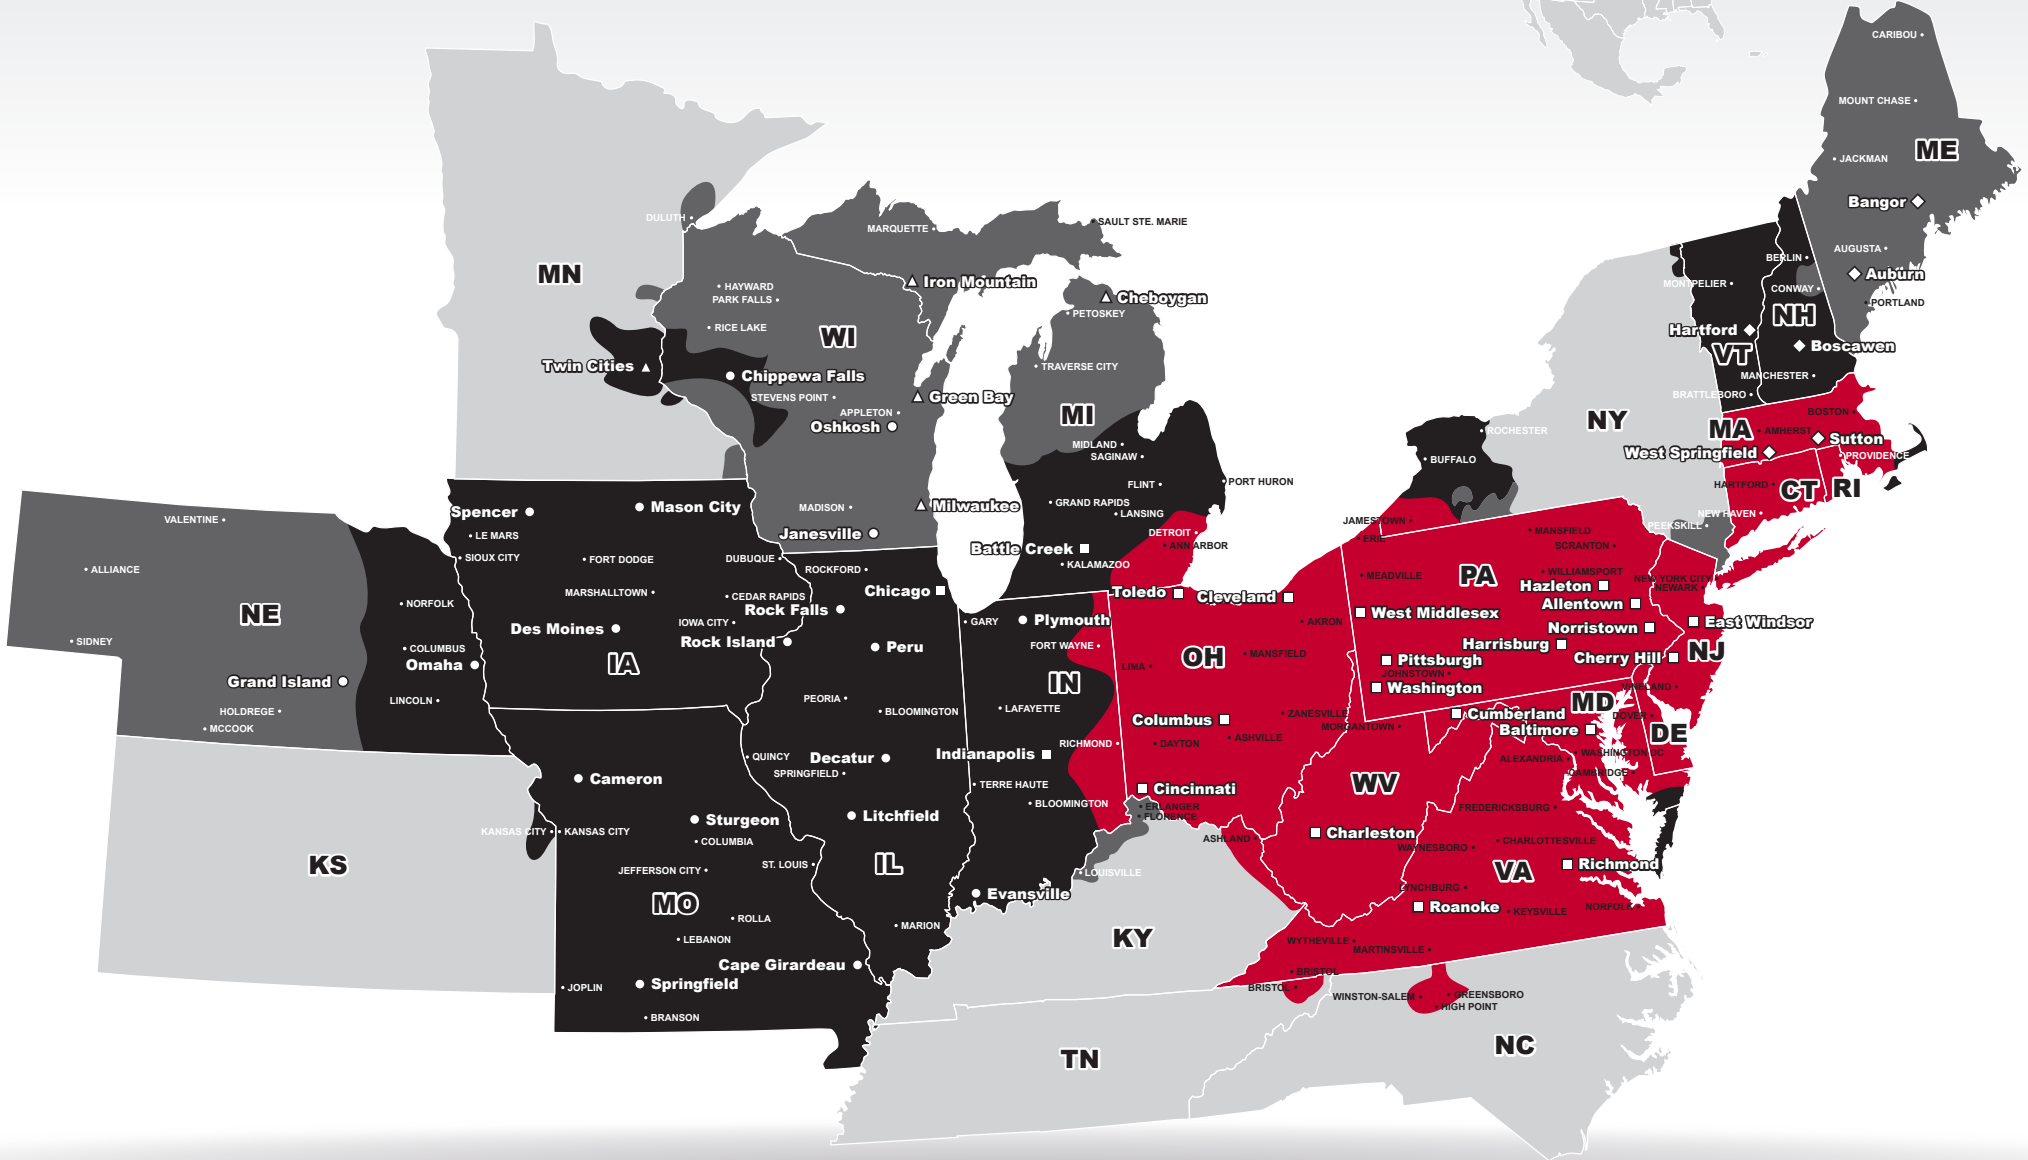 CARIBOU
MOUNT CHASE
ME
JACKMAN
Bangor
DULUTH
MARQUETTE
SAULT STE. MARIE
AUGUSTA
BERLIN
MN
Auburn
Iron Mountain
MONTPELIER
CONWAY
HAYWARD
PARK FALLS
Cheboygan
PORTLAND
PETOSKEY
NH
RICE LAKE
WI
Hartford
Boscawen
VT
Twin Cities
TRAVERSE CITY
Chippewa Falls
MANCHESTER
STEVENS POINT
Green Bay
BRATTLEBORO
APPLETON
MI
BOSTON
Oshkosh
NY
MA
AMHERST
ROCHESTER
Sutton
MIDLAND
West Springfield
SAGINAW
BUFFALO
PROVIDENCE
FLINT
PORT HURON
HARTFORD
CT
RI
Spencer
Mason City
MADISON
Milwaukee
GRAND RAPIDS
LANSING
NEW HAVEN
VALENTINE
JAMESTOWN
PEEKSKILL
LE MARS
Janesville
DETROIT
MANSFIELD
ERIE
Battle Creek
ANN ARBOR
SCRANTON
SIOUX CITY
FORT DODGE
DUBUQUE
KALAMAZOO
ALLIANCE
ROCKFORD
MEADVILLE
PA
WILLIAMSPORT
NEW YORK CITY
Chicago
Hazleton
NEWARK
MARSHALLTOWN
CEDAR RAPIDS
Toledo
Cleveland
NORFOLK
Rock Falls
Allentown
NE
West Middlesex
IOWA CITY
GARY
Plymouth
AKRON
East Windsor
Des Moines
Norristown
SIDNEY
Rock Island
FORT WAYNE
Harrisburg
COLUMBUS
Peru
MANSFIELD
NJ
Omaha
IA
LIMA
OH
Pittsburgh
Cherry Hill
JOHNSTOWN
Grand Island
IN
Washington
VINELAND
LINCOLN
PEORIA
MD
HOLDREGE
BLOOMINGTON
LAFAYETTE
ZANESVILLE
Cumberland
DOVER
MCCOOK
Columbus
MORGANTOWN
Baltimore
DE
RICHMOND
DAYTON
ASHVILLE
QUINCY
Decatur
Indianapolis
WASHINGTON DC
ALEXANDRIA
SPRINGFIELD
CAMBRIDGE
Cameron
TERRE HAUTE
WV
Cincinnati
BLOOMINGTON
ERLANGER
FREDERICKSBURG
Sturgeon
Litchfield
FLORENCE
KANSAS CITY
KANSAS CITY
Charleston
ASHLAND
COLUMBIA
CHARLOTTESVILLE
WAYNESBORO
KS
ST. LOUIS
IL
Richmond
JEFFERSON CITY
LOUISVILLE
VA
LYNCHBURG
Evansville
MO
Roanoke
KEYSVILLE
NORFOLK
ROLLA
MARION
LEBANON
KY
WYTHEVILLE
MARTINSVILLE
Cape Girardeau
BRISTOL
Springfield
JOPLIN
BRISTOL
WINSTON-SALEM
GREENSBORO
HIGH POINT
BRANSON
NC
TN